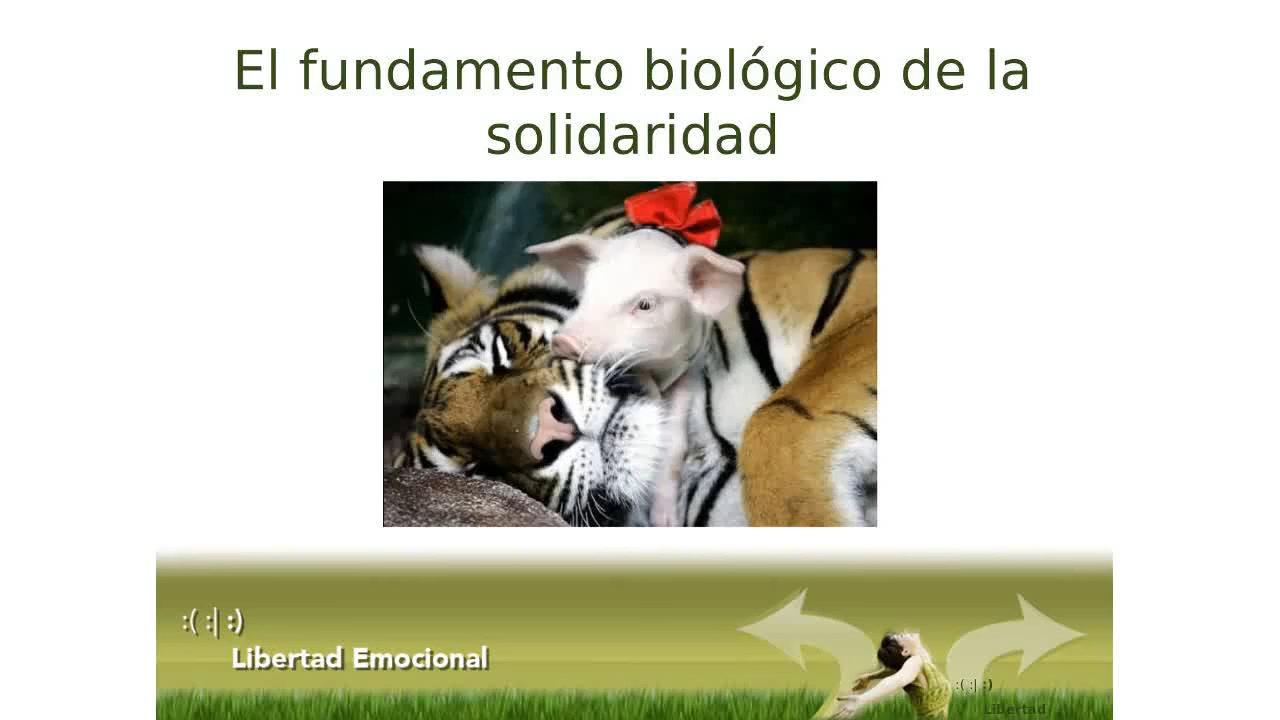 El fundamento biológico de la
solidaridad
:( :| :)
Libertad Emocional
:( :| :)
Libertad